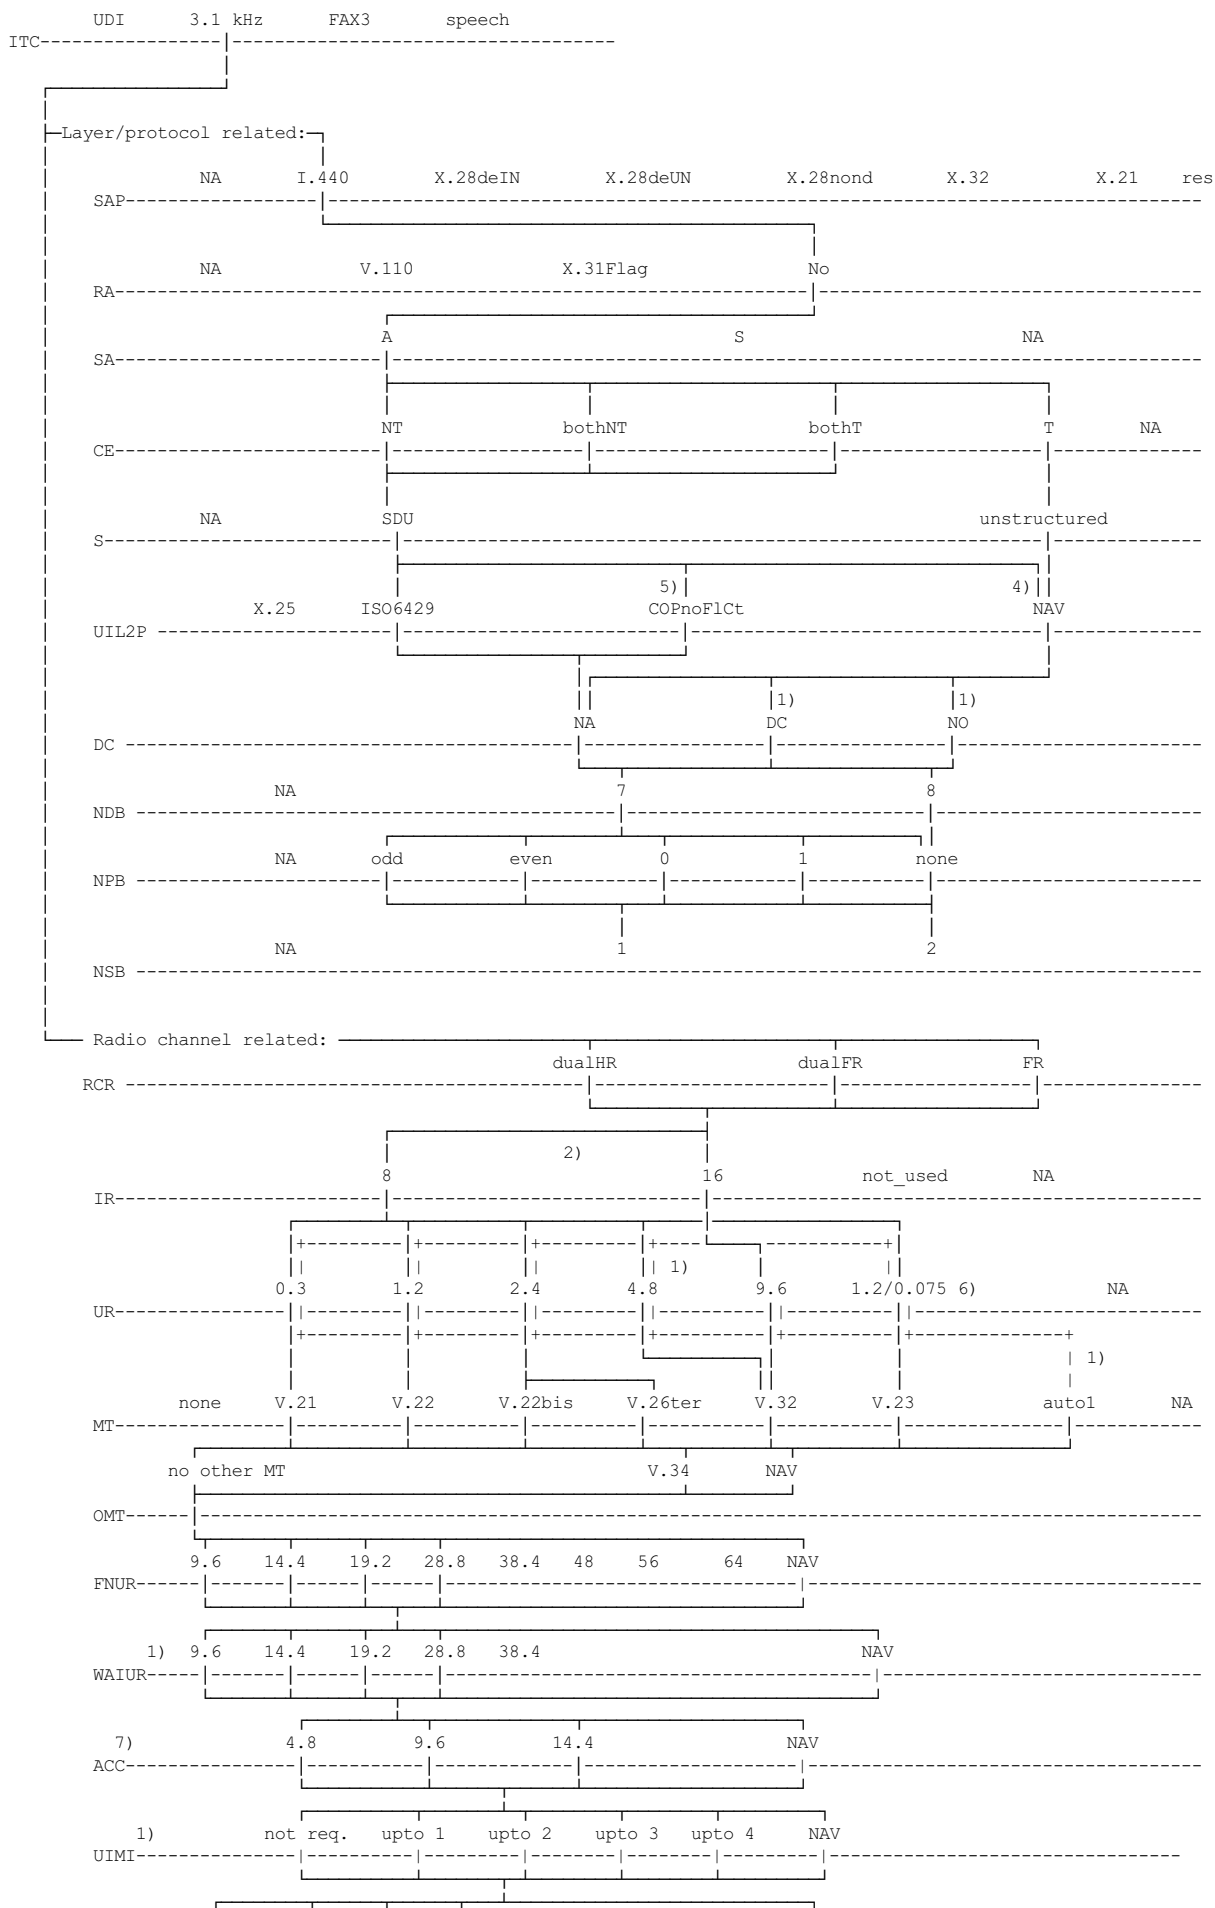 UDI 3.1 kHz FAX3 speech
ITC
Layer/protocol related:
NA I.440 X.28deIN X.28deUN X.28nond X.32 X.21 res
SAP
NA V.110 X.31Flag No
RA
A S NA
SA
NT bothNT bothT T NA
CE
NA SDU unstructured
S
5) 4)
X.25 ISO6429 COPnoFlCt NAV
UIL2P
1) 1)
NA DC NO
DC
NA 7 8
NDB
NA odd even 0 1 none
NPB
NA 1 2
NSB
Radio channel related:
dualHR dualFR FR
RCR
2)
8 16 not_used NA
IR
1)
0.3 1.2 2.4 4.8 9.6 1.2/0.075 6) NA
UR
1)
none V.21 V.22 V.22bis V.26ter V.32 V.23 auto1 NA
MT
no other MT V.34 NAV
OMT
9.6 14.4 19.2 28.8 38.4 48 56 64 NAV
FNUR
1) 9.6 14.4 19.2 28.8 38.4 NAV
WAIUR
7) 4.8 9.6 14.4 NAV
ACC
1) not req. upto 1 upto 2 upto 3 upto 4 NAV
UIMI